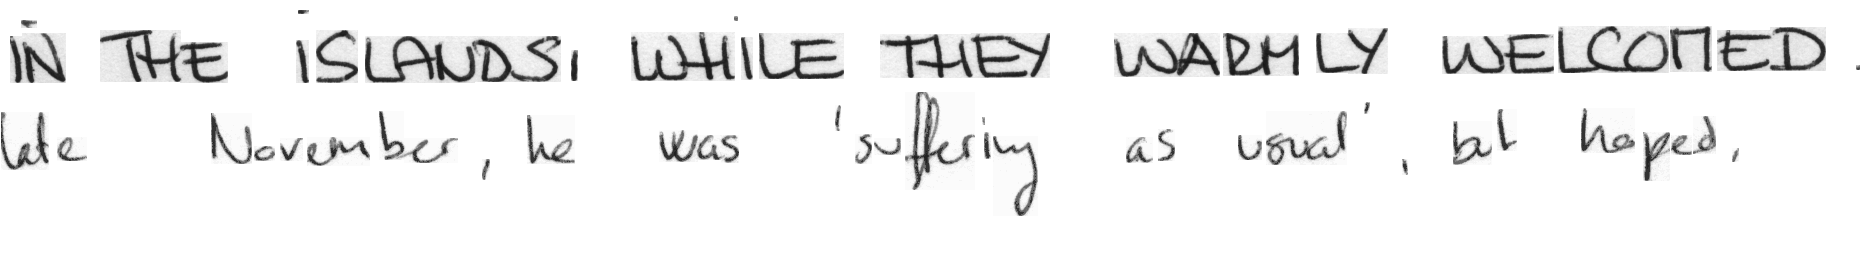 IN THE ISLANDS, WHILE THEY WARMLY WELCOMED.
late November, he was 'suffering as usual', but hoped,